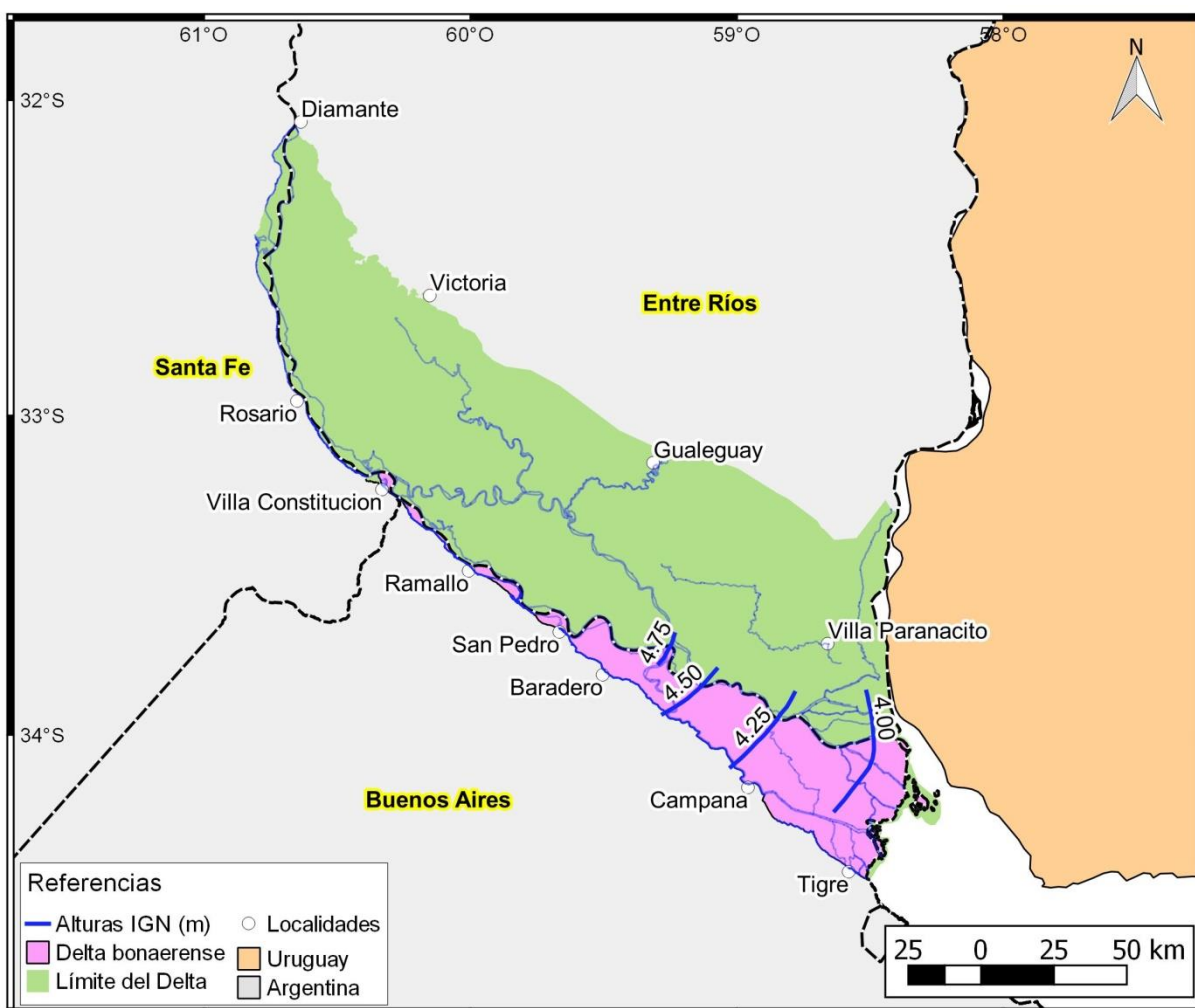 61°O
60°O
59°O
58°O
N
32°S
33°S
34°S
Diamante
Victoria
Entre Ríos
Santa Fe
Rosario
Gualeguay
Villa Constitucion
Ramallo
San Pedro
Villa Paranacito
Baradero
4.75
4.50
4.25
4.00
Campana
Buenos Aires
Tigre
Referencias
Alturas IGN (m)
Localidades
Delta bonaerense
Uruguay
Límite del Delta
Argentina
25 0 25 50 km